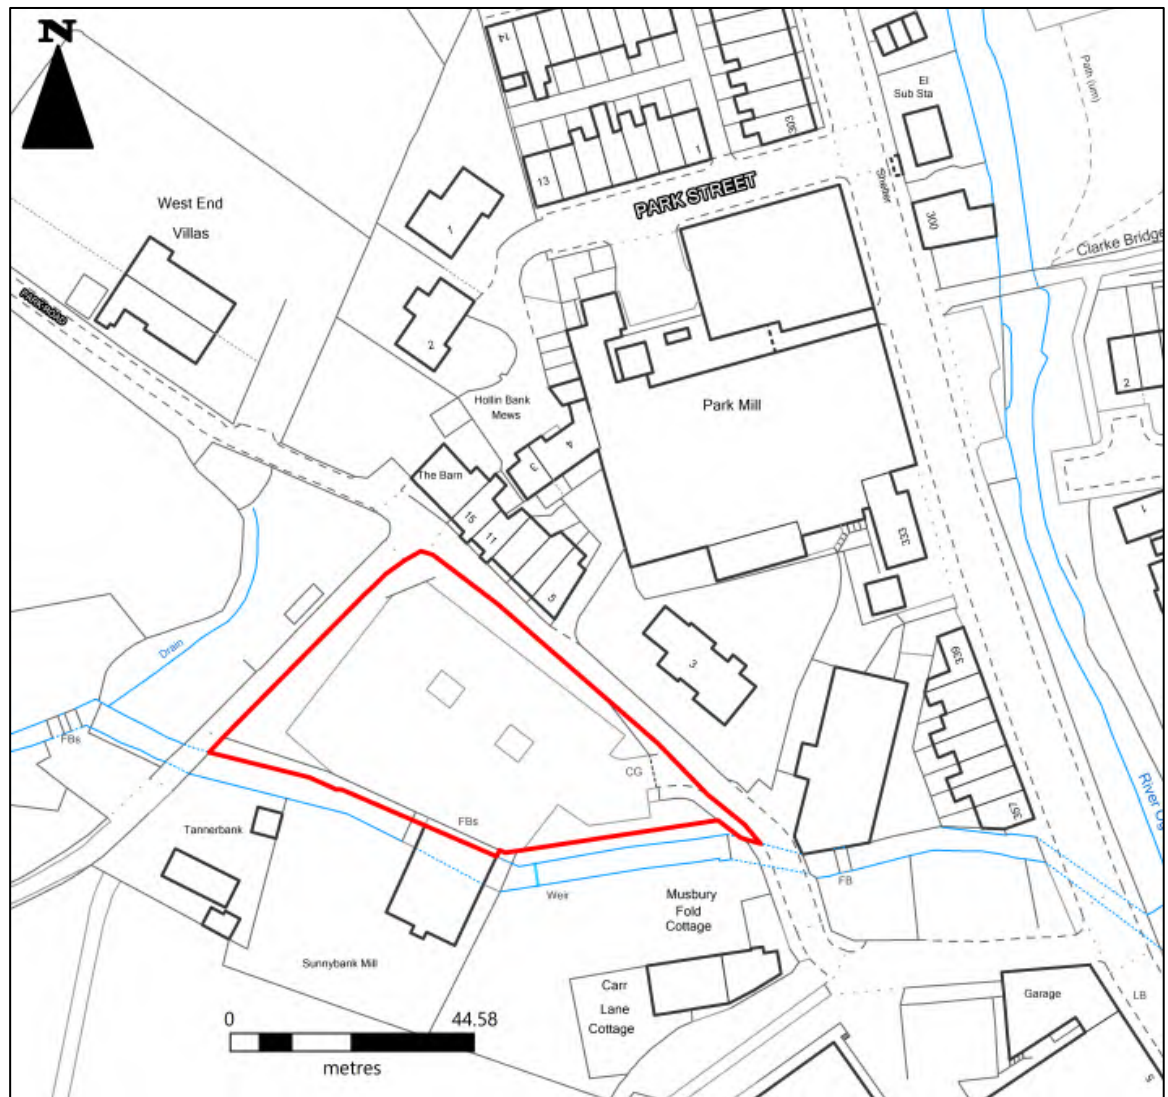 N
14
303
El
Sub Sta
Path (um)
13
1
PARK STREET
Shelter
300
West End
Villas
1
Clarke Bridge
PARK ROAD
2
2
Hollin Bank
Mews
Park Mill
4
3
The Barn
15
11
5
333
1
Drain
3
339
FBs
CG
River Og
357
Tannerbank
FBs
FB
Weir
Musbury
Fold
Cottage
Sunnybank Mill
Carr
Lane
Cottage
Garage
LB
0
44.58
metres
5